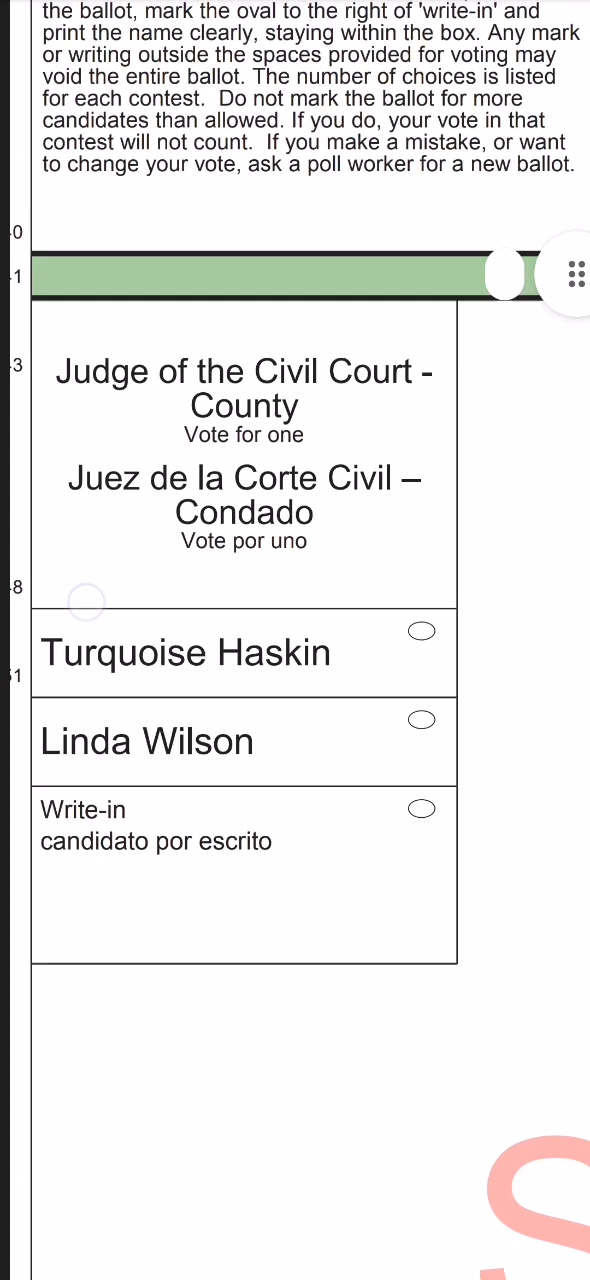 the ballot, mark the oval to the right of 'write-in' and
print the name clearly, staying within the box. Any mark
or writing outside the spaces provided for voting may
void the entire ballot. The number of choices is listed
for each contest.  Do not mark the ballot for more
candidates than allowed. If you do, your vote in that
contest will not count.  If you make a mistake, or want
to change your vote, ask a poll worker for a new ballot.
Judge of the Civil Court -
County
Vote for one
Juez de la Corte Civil –
Condado
Vote por uno
Turquoise Haskin
Linda Wilson
Write-in
candidato por escrito